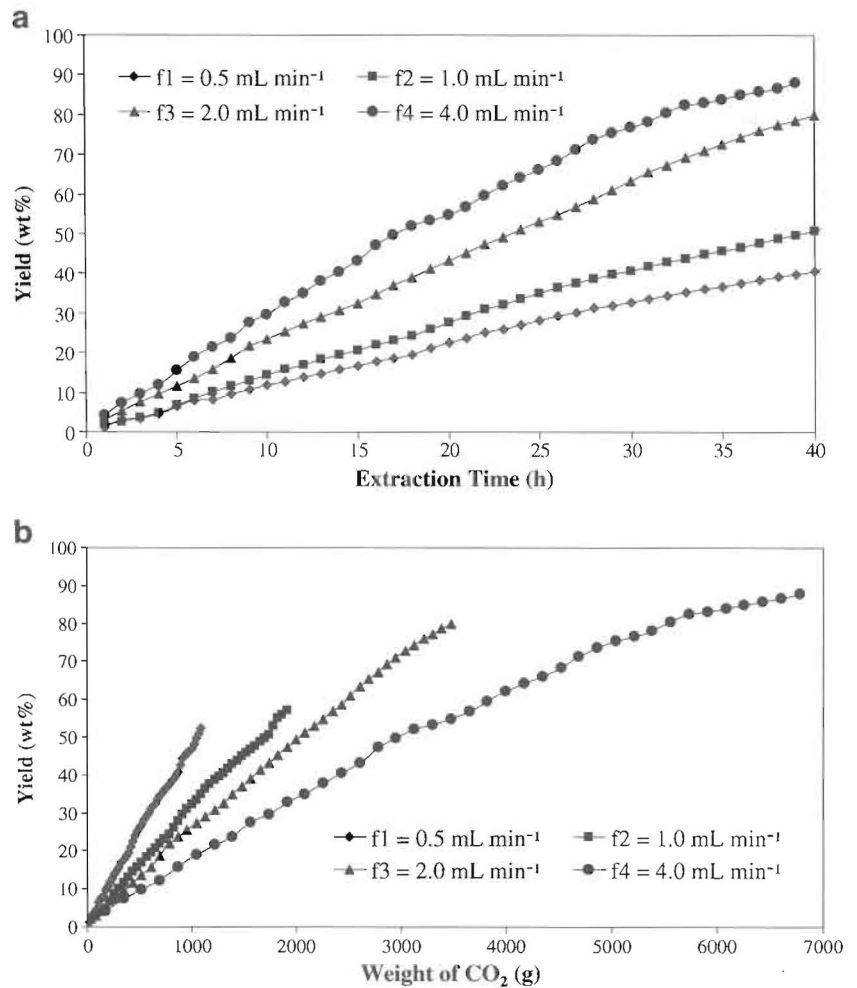 a
100
90
80
70
60
50
40
30
20
10
0
Yield (wt%)
f1 = 0.5 mL min⁻¹
f2 = 1.0 mL min⁻¹
f3 = 2.0 mL min⁻¹
f4 = 4.0 mL min⁻¹
0 5 10 15 20 25 30 35 40
Extraction Time (h)
b
100
90
80
70
60
50
40
30
20
10
0
Yield (wt%)
f1 = 0.5 mL min⁻¹
f2 = 1.0 mL min⁻¹
f3 = 2.0 mL min⁻¹
f4 = 4.0 mL min⁻¹
0 1000 2000 3000 4000 5000 6000 7000
Weight of CO₂ (g)